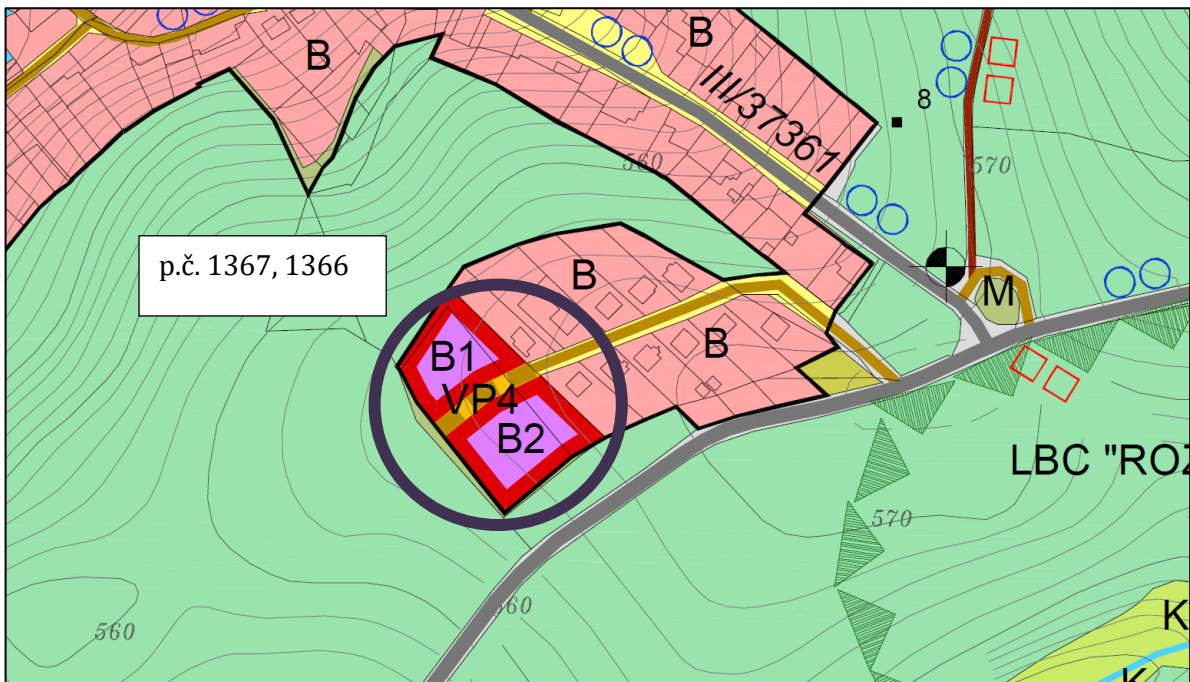 B
B
III/37361
8
560
570
p.č. 1367, 1366
B
M
B1
B
VP4
B2
LBC "ROZ
570
560
560
K
K